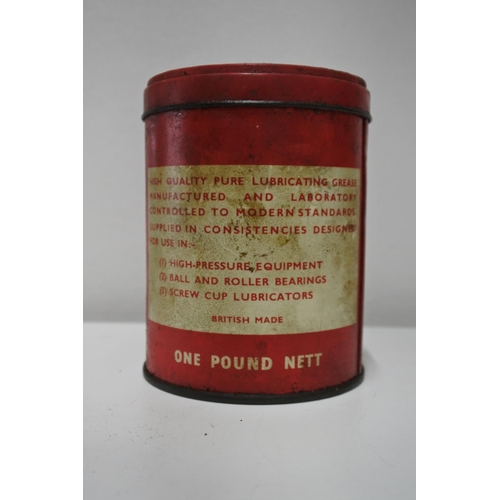 HIGH QUALITY PURE LUBRICATING GREASE
MANUFACTURED AND LABORATORY
CONTROLLED TO MODERN STANDARDS.
SUPPLIED IN CONSISTENCIES DESIGNED
FOR USE IN:-
(1) HIGH-PRESSURE EQUIPMENT
(2) BALL AND ROLLER BEARINGS
(3) SCREW CUP LUBRICATORS
BRITISH MADE
ONE POUND NETT